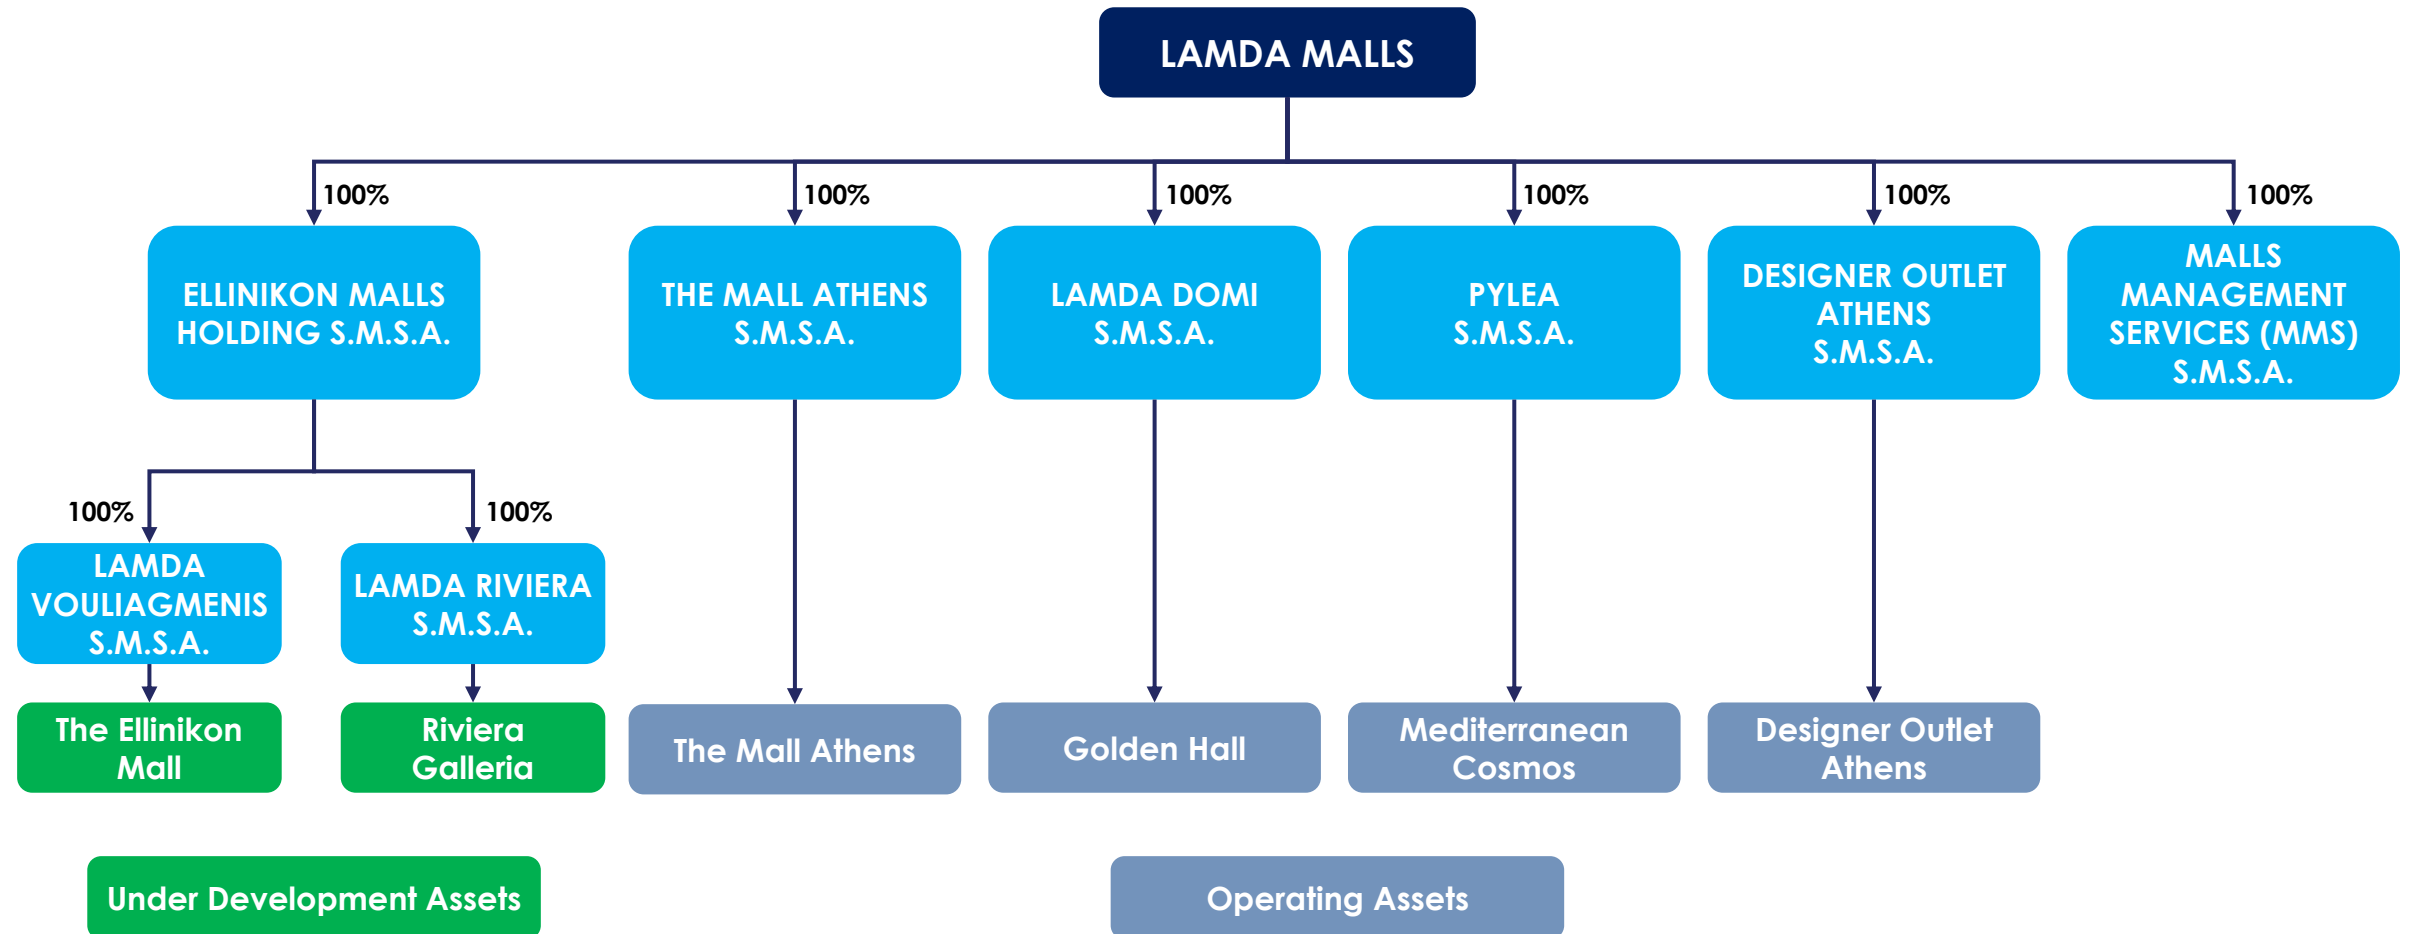 LAMDA MALLS
100%
100%
100%
100%
100%
100%
ELLINIKON MALLS
HOLDING S.M.S.A.
THE MALL ATHENS
S.M.S.A.
LAMDA DOMI
S.M.S.A.
PYLEA
S.M.S.A.
DESIGNER OUTLET
ATHENS
S.M.S.A.
MALLS
MANAGEMENT
SERVICES (MMS)
S.M.S.A.
100%
100%
LAMDA
VOULIAGMENIS
S.M.S.A.
LAMDA RIVIERA
S.M.S.A.
The Ellinikon
Mall
Riviera
Galleria
The Mall Athens
Golden Hall
Mediterranean
Cosmos
Designer Outlet
Athens
Under Development Assets
Operating Assets